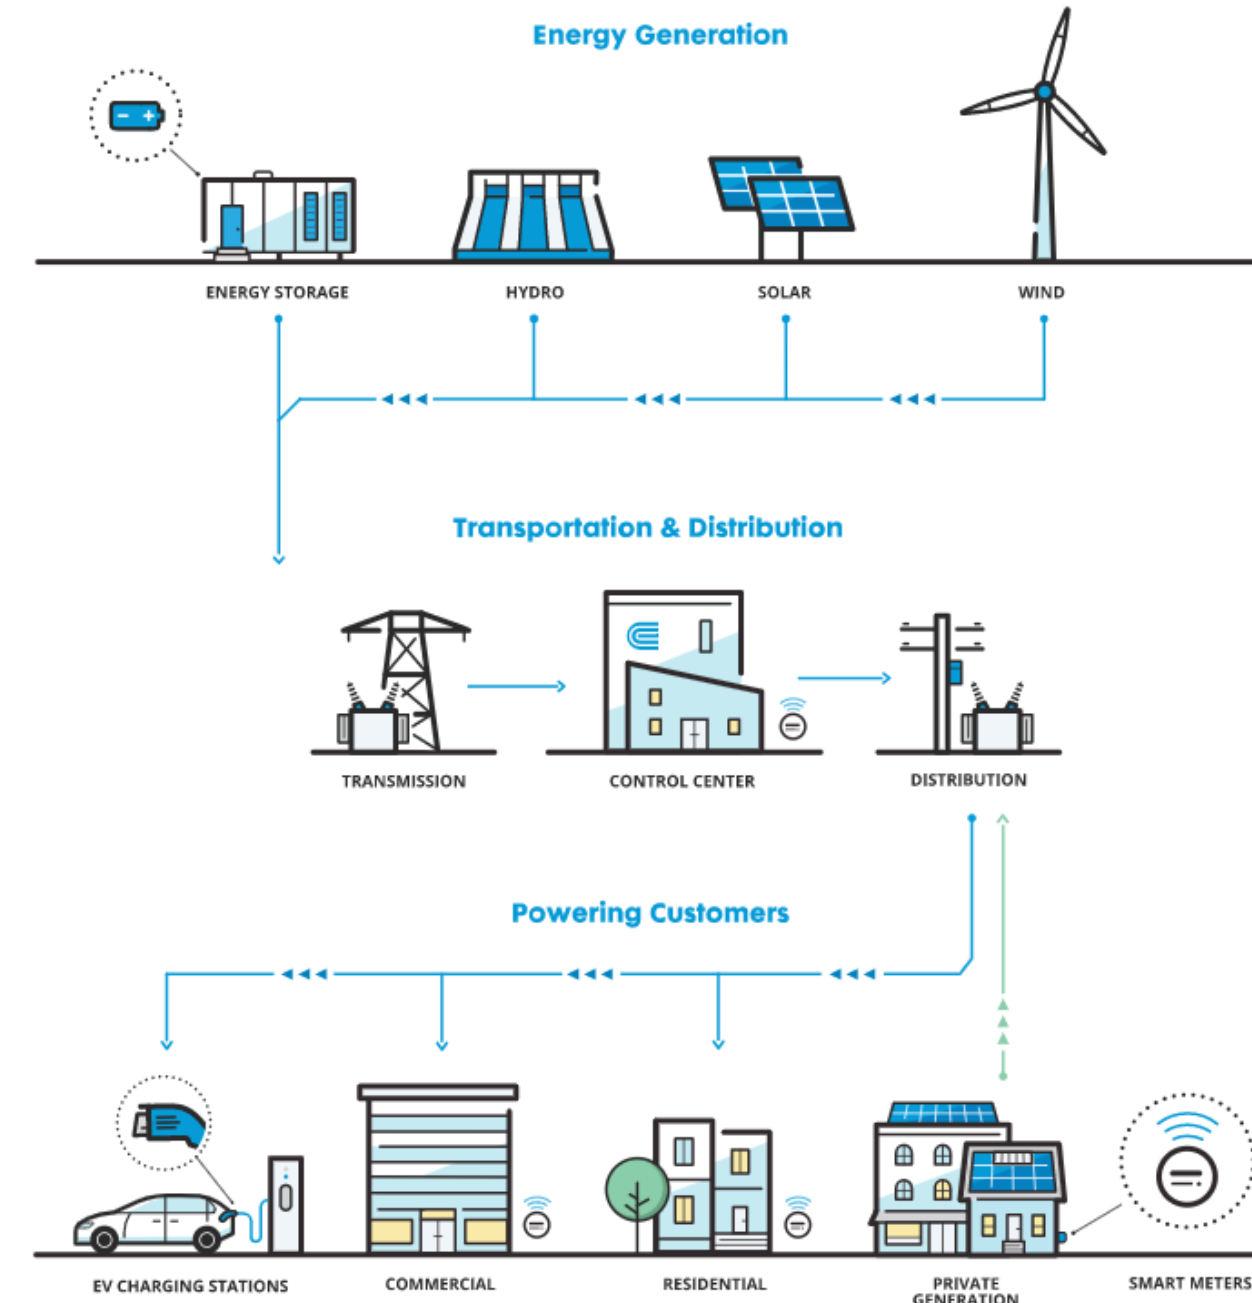 Energy Generation
ENERGY STORAGE
HYDRO
SOLAR
WIND
Transportation & Distribution
TRANSMISSION
CONTROL CENTER
DISTRIBUTION
Powering Customers
EV CHARGING STATIONS
COMMERCIAL
RESIDENTIAL
PRIVATE
GENERATION
SMART METERS